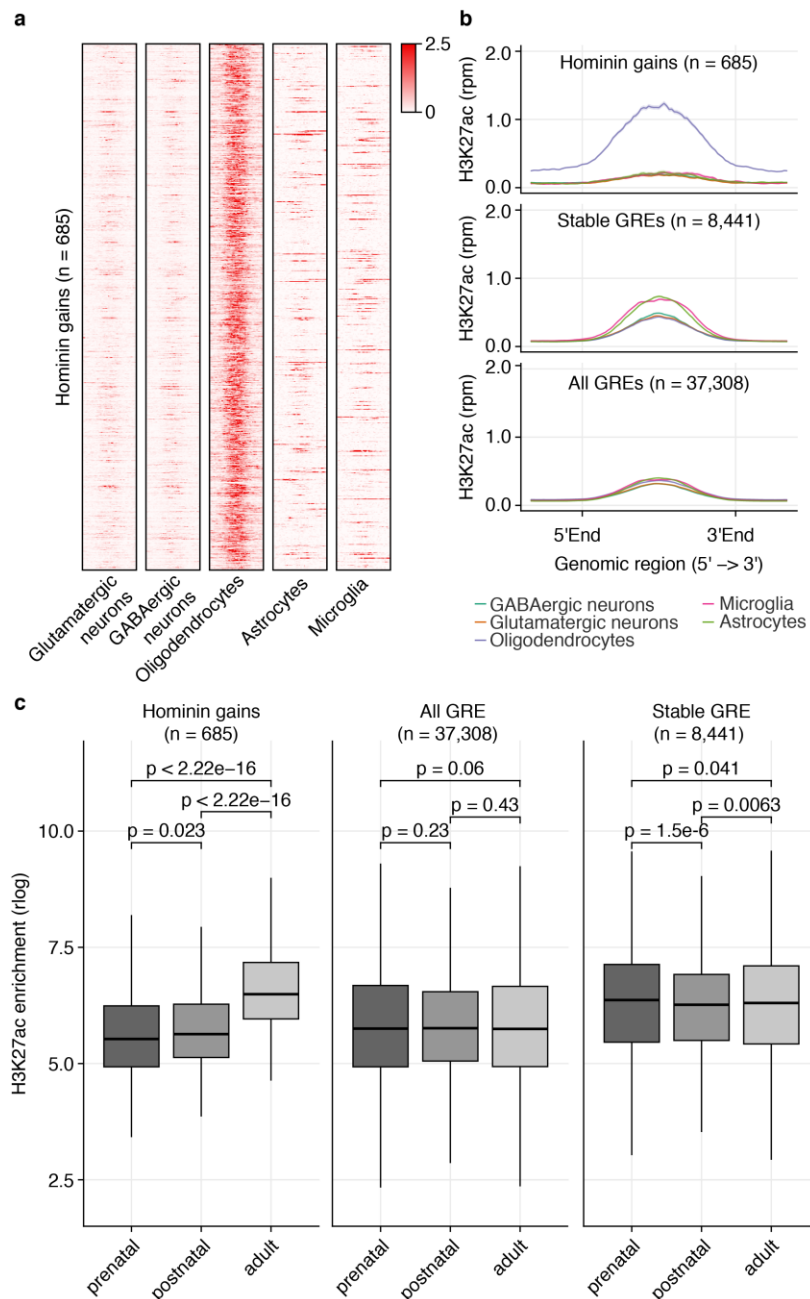 a
2.5
0
Hominin gains (n = 685)
Glutamatergic
neurons
GABAergic
neurons
Oligodendrocytes
Astrocytes
Microglia
b
Hominin gains (n = 685)
H3K27ac (rpm)
2.0
1.0
0.0
Stable GREs (n = 8,441)
H3K27ac (rpm)
2.0
1.0
0.0
All GREs (n = 37,308)
H3K27ac (rpm)
2.0
1.0
0.0
5'End
3'End
Genomic region (5' -> 3')
GABAergic neurons
Glutamatergic neurons
Oligodendrocytes
Microglia
Astrocytes
c
H3K27ac enrichment (rlog)
10.0
7.5
5.0
2.5
Hominin gains
(n = 685)
p < 2.22e-16
p < 2.22e-16
p = 0.023
prenatal
postnatal
adult
All GRE
(n = 37,308)
p = 0.06
p = 0.43
p = 0.23
prenatal
postnatal
adult
Stable GRE
(n = 8,441)
p = 0.041
p = 0.0063
p = 1.5e-6
prenatal
postnatal
adult